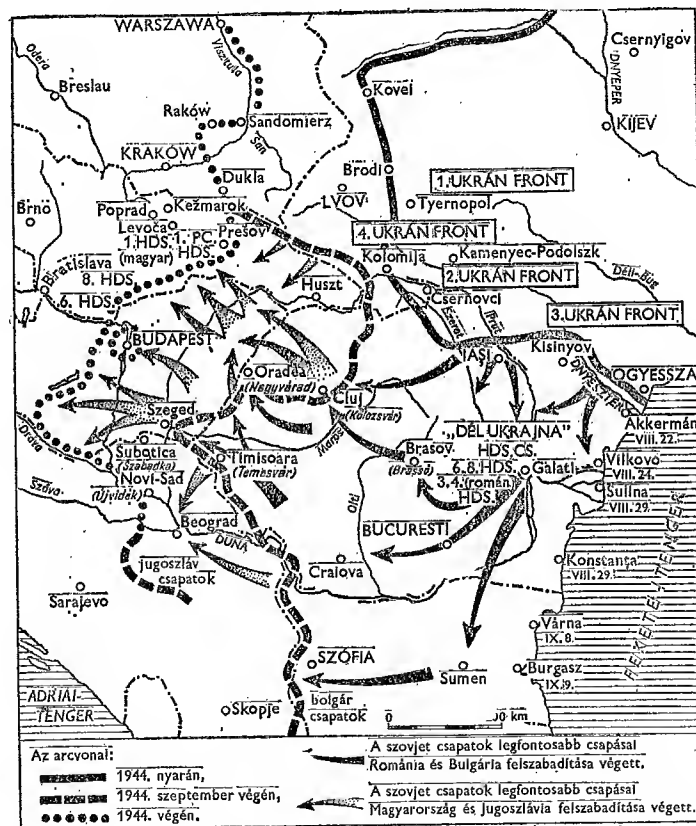 WARSZAWA
Visztula
Odera
Breslau
Csernyigov
DNYEPER
KIJEV
Kovel
Raków
Sandomierz
San
KRAKÓW
Brodi
1. UKRÁN FRONT
Dukla
LVOV
Tyernopol
Brnö
Poprad
Kežmarok
Levoča
Prešov
1. HDS.
(magyar)
1. PC.
HDS.
4. UKRÁN FRONT
Kolomija
Kamenyec-Podolszk
Déli-Bug
Bratislava
8. HDS.
6. HDS.
Huszt
2. UKRÁN FRONT
Csernovci
Prut
3. UKRÁN FRONT
BUDAPEST
IASI
Kisinyov
DNYESZTER
OGYESSZA
Oradea
(Nagyvárad)
Cluj
(Kolozsvár)
Akkermán
VIII. 22.
Szeged
Maros
„DÉL-UKRAJNA”
HDS.CS.
Dráva
Subotica
(Szabadka)
Timisoara
(Temesvár)
Brasov
(Brassó)
6. 8. HDS.
3. 4. (román)
HDS.
Galati
Vilkovo
VIII. 24.
Novi-Sad
(Újvidék)
Száva
Sulina
VIII. 29.
Olt
Beograd
DUNA
BUCURESTI
jugoszláv
csapatok
Craiova
Konstanta
VIII. 29.
Sarajevo
FEKETE-TENGER
Várna
IX. 8.
SZÓFIA
Sumen
Burgasz
IX. 9.
ADRIAI-
TENGER
Skopje
bolgár
csapatok
0
km
Az arcvonal:
1944. nyarán,
1944. szeptember végén,
1944. végén.
A szovjet csapatok legfontosabb csapásai
Románia és Bulgária felszabadítása végett.
A szovjet csapatok legfontosabb csapásai
Magyarország és Jugoszlávia felszabadítása végett.